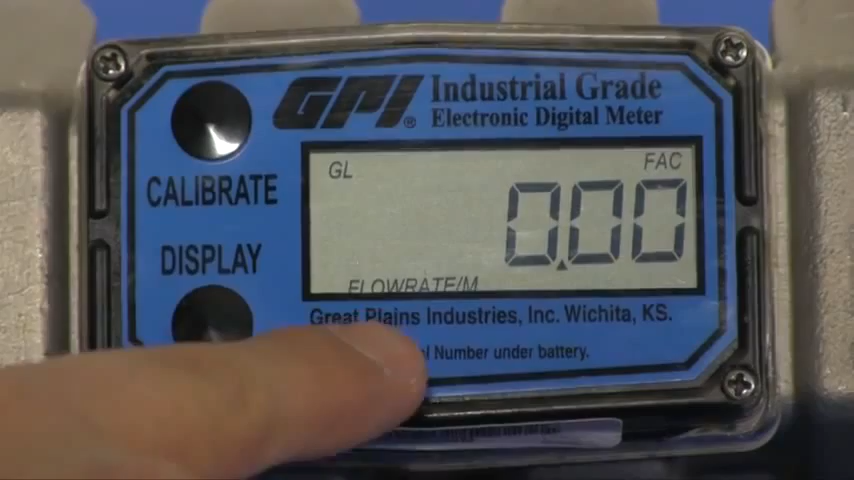 GPI®
Industrial Grade
Electronic Digital Meter
CALIBRATE
DISPLAY
GL
FAC
0.00
FLOWRATE/M
Great Plains Industries, Inc. Wichita, KS.
Number under battery.